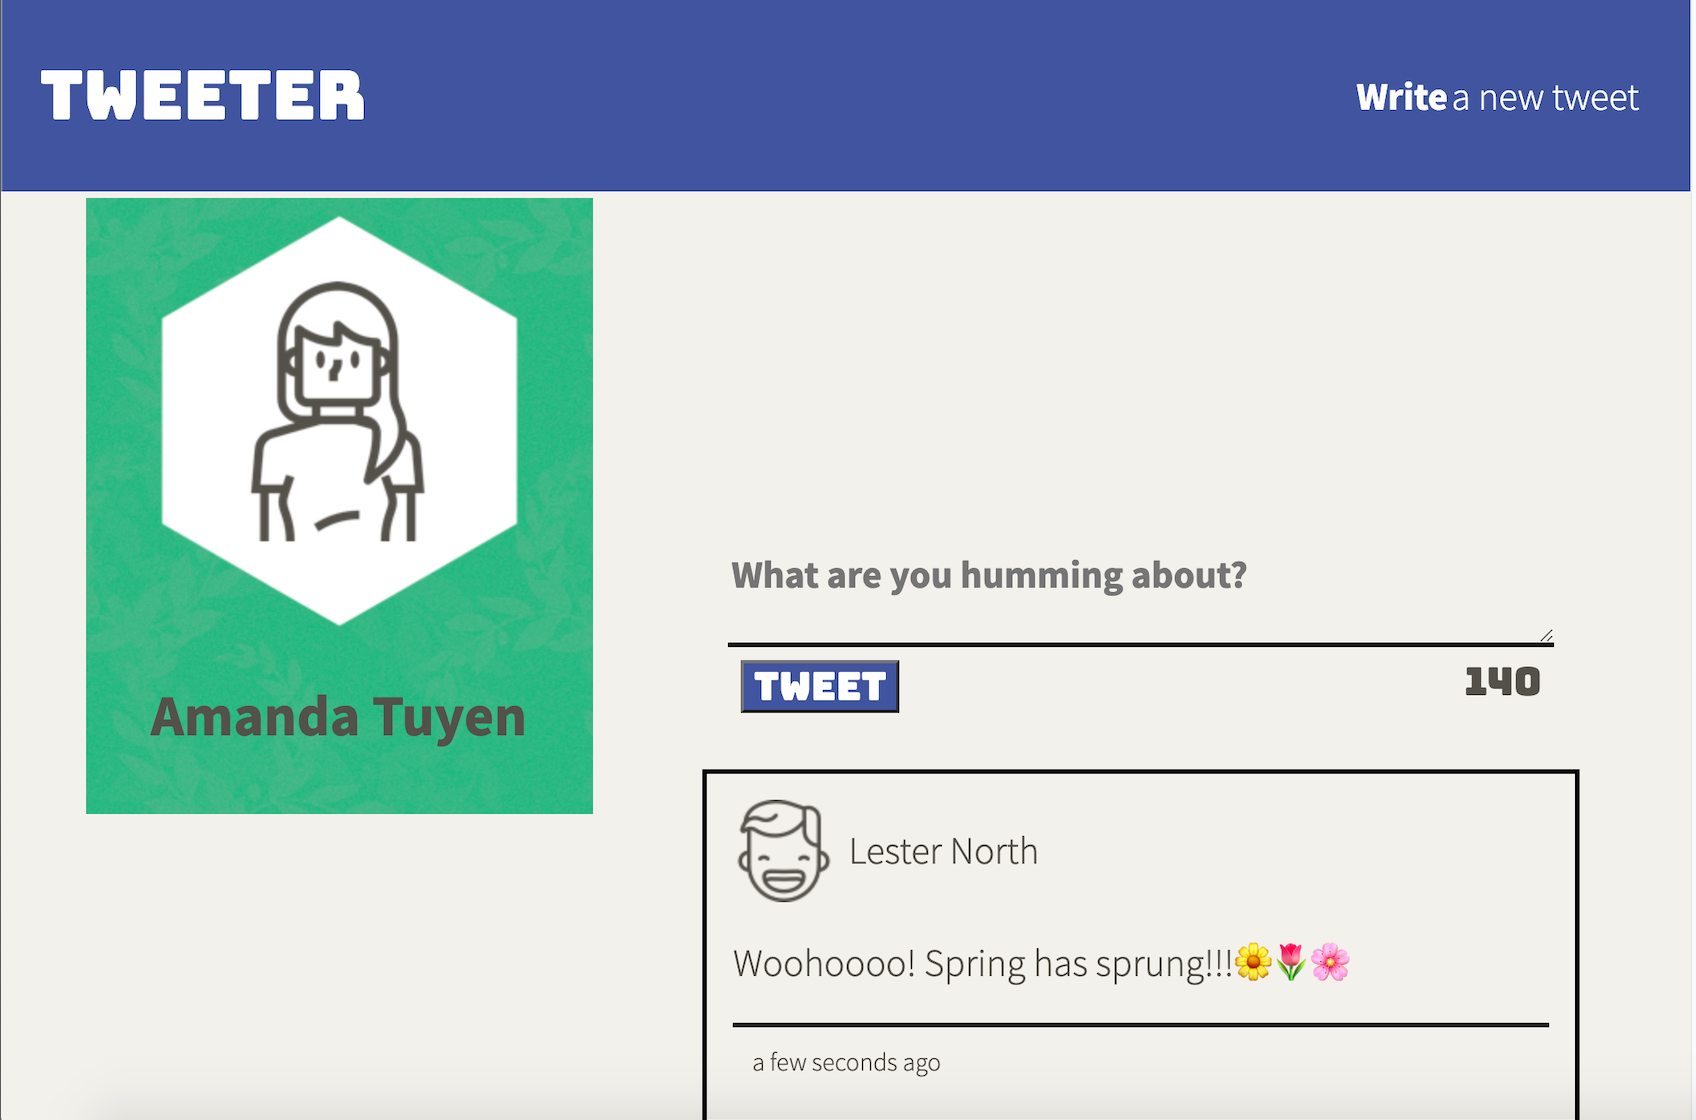 TWEETER
Write a new tweet
Amanda Tuyen
What are you humming about?
TWEET
140
Lester North
Woohoooo! Spring has sprung!!!🌼🌷🌸
a few seconds ago